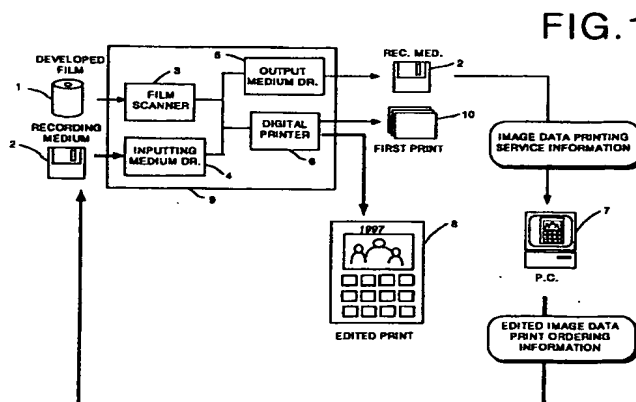 FIG. 1
DEVELOPED
FILM
1
3
FILM
SCANNER
5
OUTPUT
MEDIUM DR.
REC. MED.
2
RECORDING
MEDIUM
2
INPUTTING
MEDIUM DR.
4
DIGITAL
PRINTER
6
10
FIRST PRINT
9
IMAGE DATA PRINTING
SERVICE INFORMATION
1997
8
EDITED PRINT
7
P.C.
EDITED IMAGE DATA
PRINT ORDERING
INFORMATION